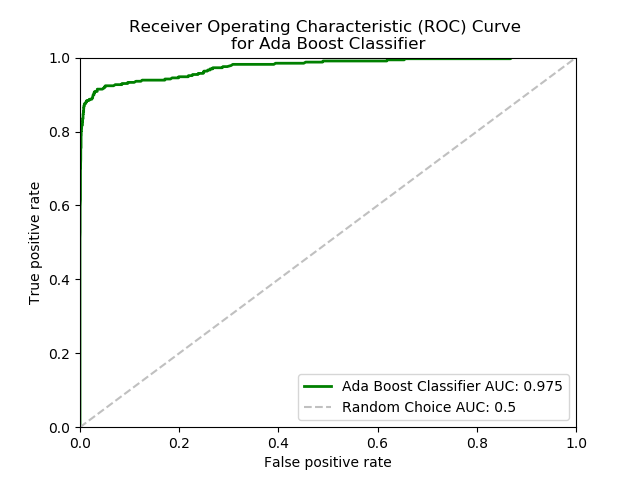 Receiver Operating Characteristic (ROC) Curve
for Ada Boost Classifier
True positive rate
1.0
0.8
0.6
0.4
0.2
0.0
Ada Boost Classifier AUC: 0.975
Random Choice AUC: 0.5
0.0 0.2 0.4 0.6 0.8 1.0
False positive rate